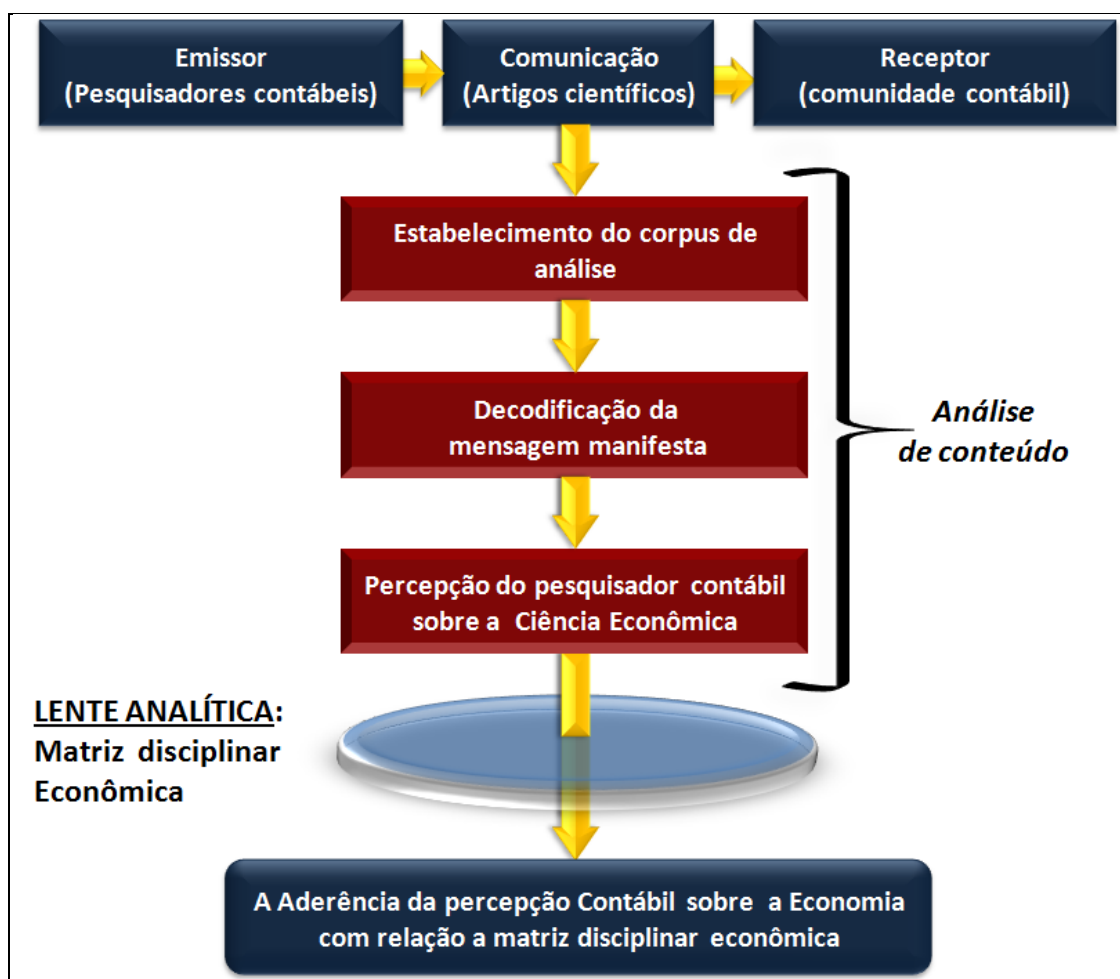 Emissor
(Pesquisadores contábeis)
Comunicação
(Artigos científicos)
Receptor
(comunidade contábil)
Estabelecimento do corpus de
análise
Decodificação da
mensagem manifesta
Análise
de conteúdo
Percepção do pesquisador contábil
sobre a Ciência Econômica
LENTE ANALÍTICA:
Matriz disciplinar
Econômica
A Aderência da percepção Contábil sobre a Economia
com relação a matriz disciplinar econômica